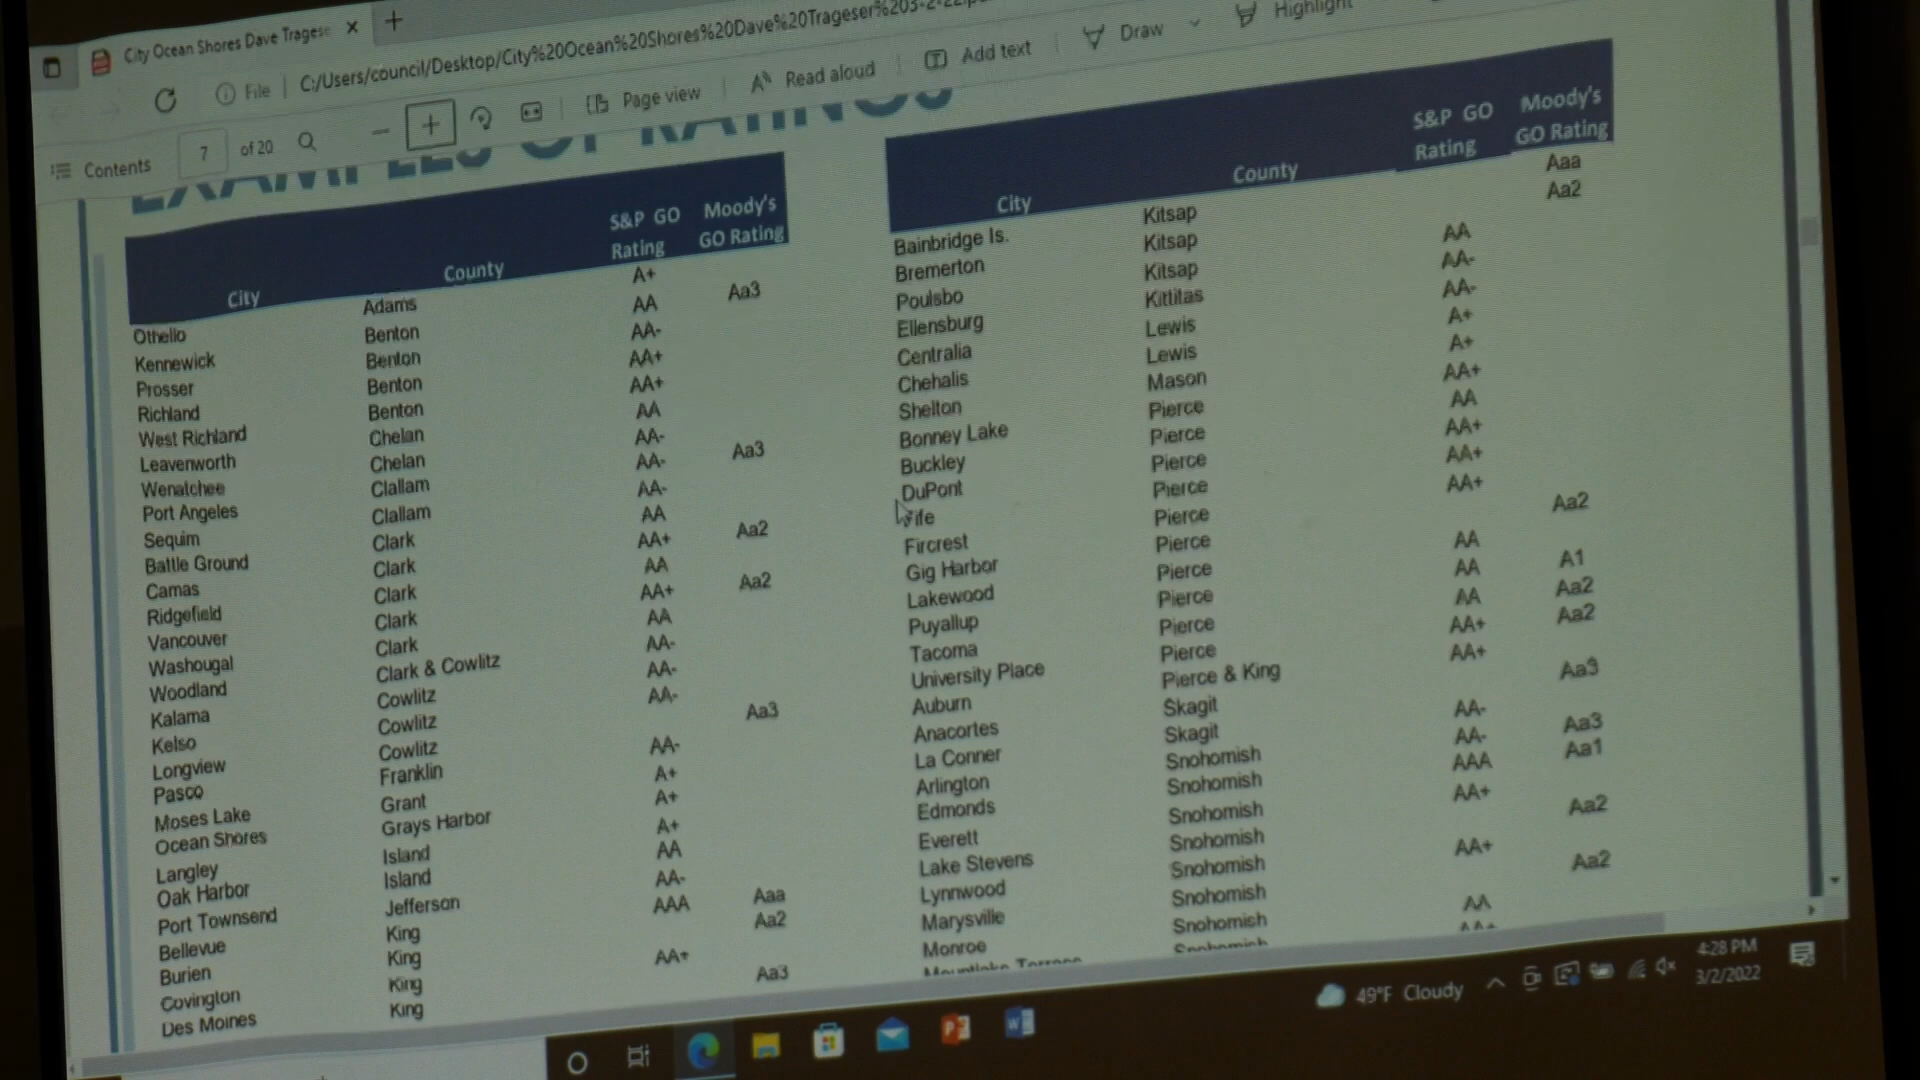 City Ocean Shores Dave Tragese
File C:/Users/council/Desktop/City%20Ocean%20Shores%20Dave%20Trageser%203-2-22.p
Contents 7 of 20 Page view Read aloud Add text Draw Highlight
EXAMPLES OF RATINGS
City County S&P GO Rating Moody's GO Rating
Othello Adams A+
Kennewick Benton AA Aa3
Prosser Benton AA-
Richland Benton AA+
West Richland Benton AA+
Leavenworth Chelan AA
Wenatchee Chelan AA-
Port Angeles Clallam AA- Aa3
Sequim Clallam AA-
Battle Ground Clark AA
Camas Clark AA+ Aa2
Ridgefield Clark AA
Vancouver Clark AA+ Aa2
Washougal Clark AA
Woodland Clark & Cowlitz AA-
Kalama Cowlitz AA-
Kelso Cowlitz AA-
Longview Cowlitz Aa3
Pasco Franklin AA-
Moses Lake Grant A+
Ocean Shores Grays Harbor A+
Langley Island A+
Oak Harbor Island AA
Port Townsend Jefferson AA-
Bellevue King AAA Aaa
Burien King Aa2
Covington King AA+
Des Moines King Aa3
City County S&P GO Rating Moody's GO Rating
Bainbridge Is. Kitsap Aaa
Bremerton Kitsap Aa2
Poulsbo Kitsap AA
Ellensburg Kittitas AA-
Centralia Lewis AA-
Chehalis Lewis A+
Shelton Mason A+
Bonney Lake Pierce AA+
Buckley Pierce AA
DuPont Pierce AA+
Fife Pierce AA+
Fircrest Pierce AA+
Gig Harbor Pierce Aa2
Lakewood Pierce AA
Puyallup Pierce AA A1
Tacoma Pierce AA Aa2
University Place Pierce AA+ Aa2
Auburn Pierce & King AA+
Anacortes Skagit Aa3
La Conner Skagit AA-
Arlington Snohomish AA- Aa3
Edmonds Snohomish AAA Aa1
Everett Snohomish AA+
Lake Stevens Snohomish Aa2
Lynnwood Snohomish AA+
Marysville Snohomish Aa2
Monroe Snohomish AA
Mountlake Terrace Snohomish AA+
49°F Cloudy 4:28 PM
3/2/2022